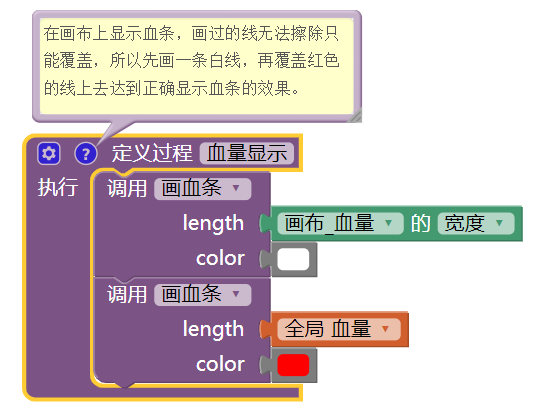 在画布上显示血条，画过的线无法擦除只
能覆盖，所以先画一条白线，再覆盖红色
的线上去达到正确显示血条的效果。
? 定义过程 血量显示
执行 调用 画血条
length 画布_血量 的 宽度
color
调用 画血条
length 全局 血量
color